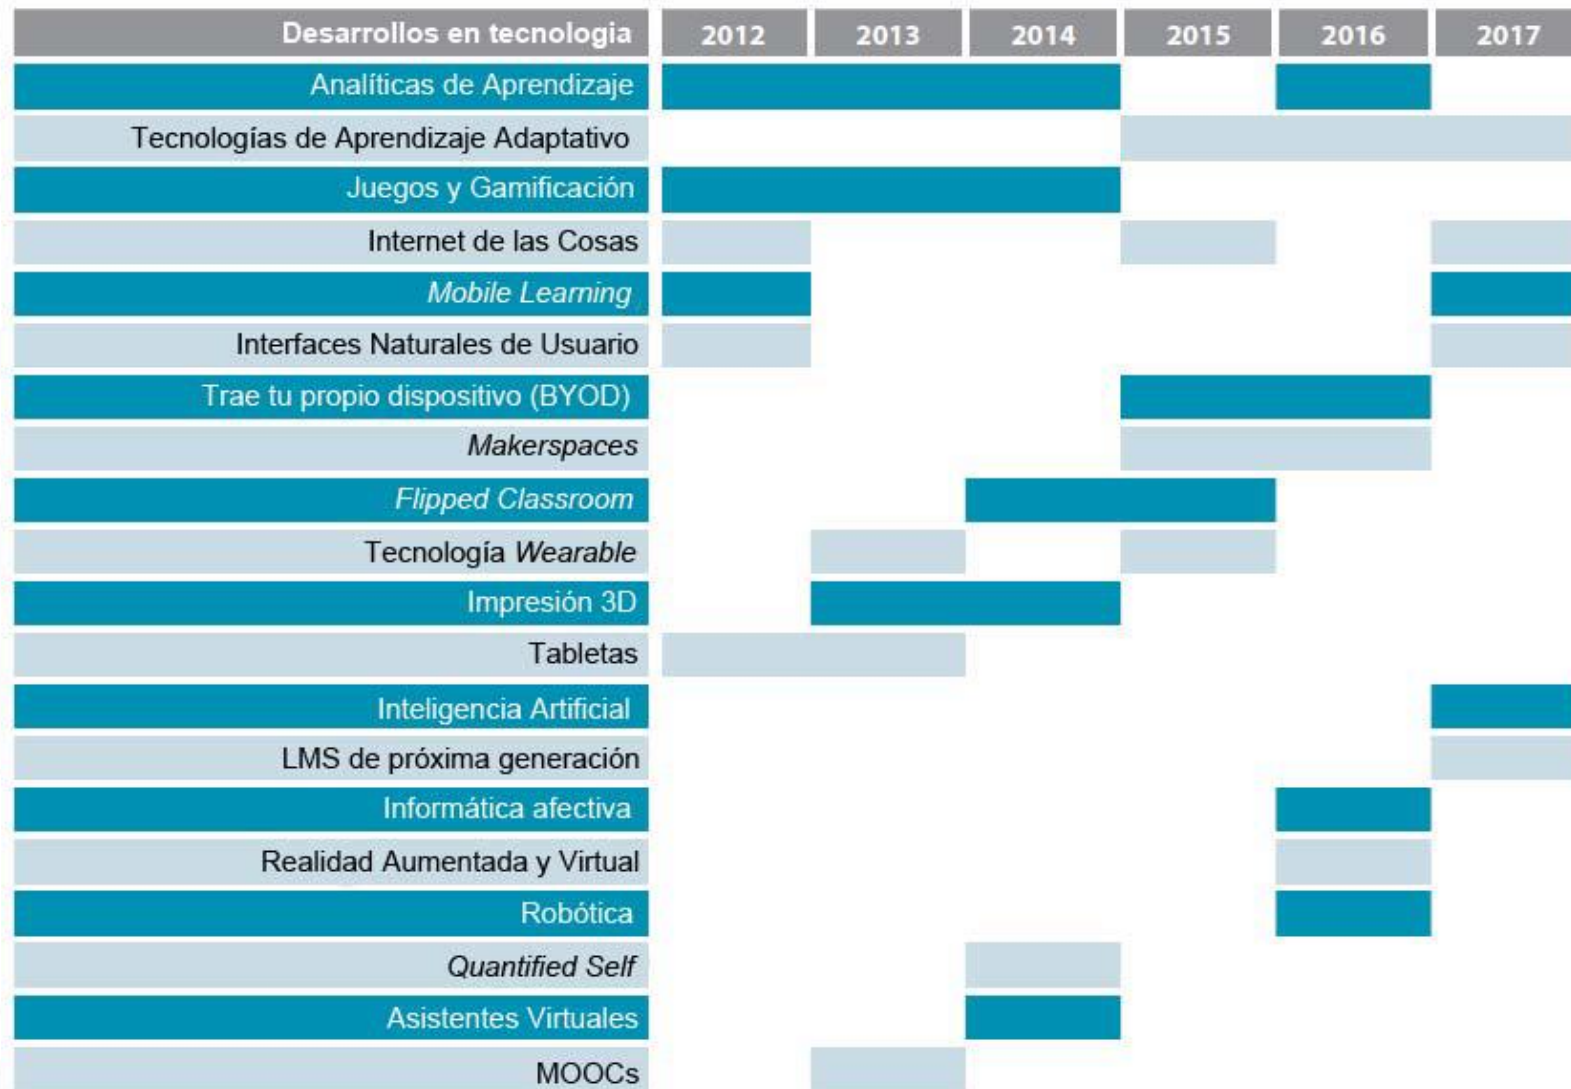 Desarrollos en tecnologia 2012 2013 2014 2015 2016 2017
Analíticas de Aprendizaje
Tecnologías de Aprendizaje Adaptativo
Juegos y Gamificación
Internet de las Cosas
Mobile Learning
Interfaces Naturales de Usuario
Trae tu propio dispositivo (BYOD)
Makerspaces
Flipped Classroom
Tecnología Wearable
Impresión 3D
Tabletas
Inteligencia Artificial
LMS de próxima generación
Informática afectiva
Realidad Aumentada y Virtual
Robótica
Quantified Self
Asistentes Virtuales
MOOCs